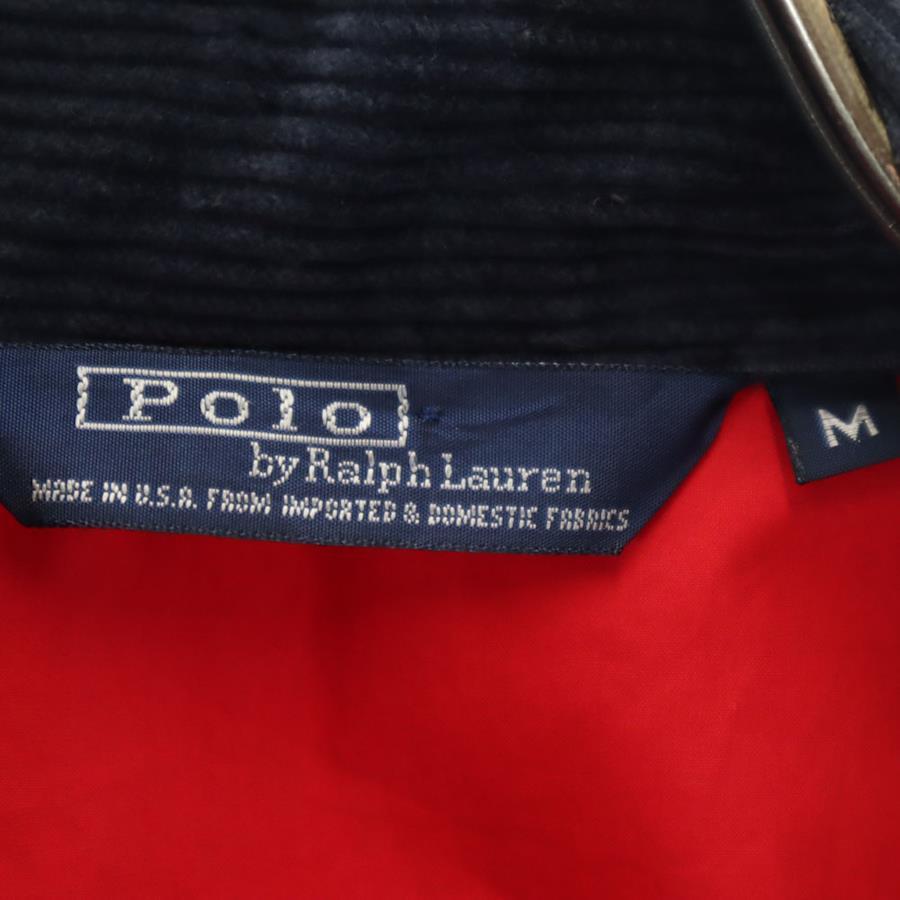 Polo
by Ralph Lauren
MADE IN U.S.A. FROM IMPORTED & DOMESTIC FABRICS
M